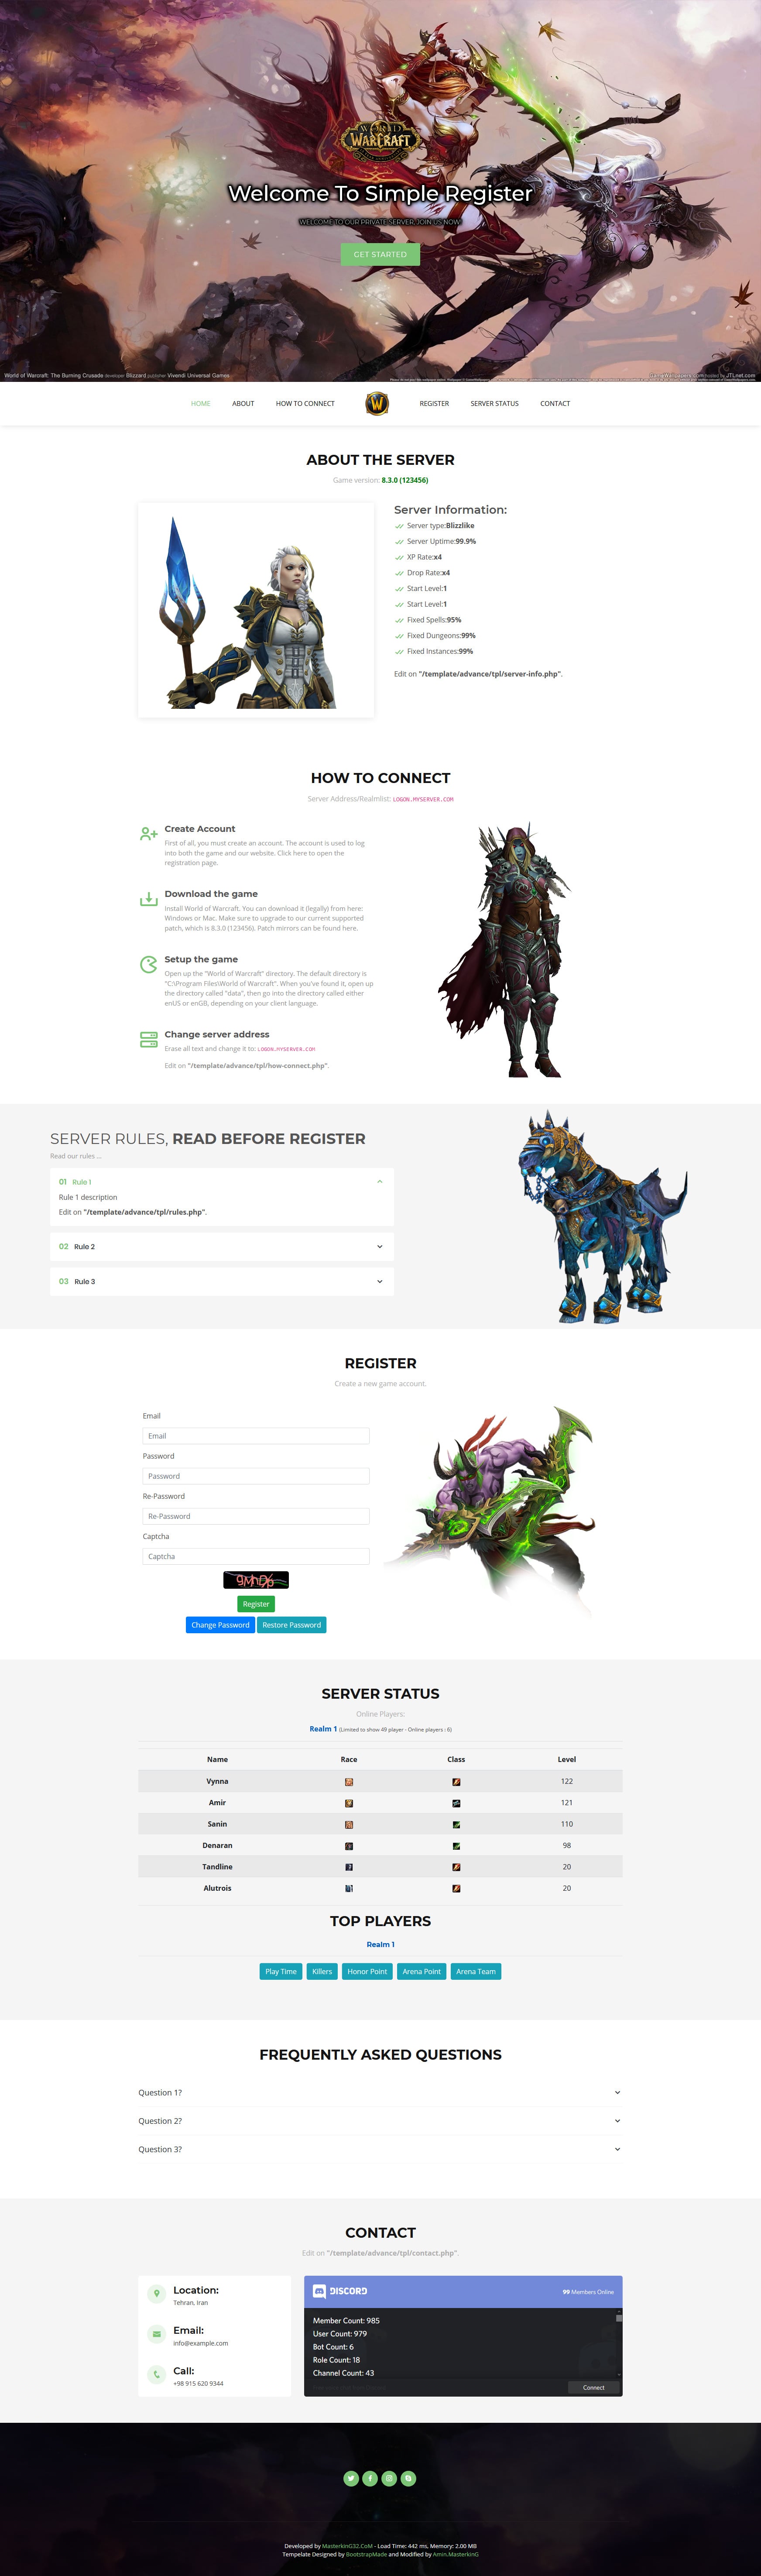 WORLD
WARCRAFT
Welcome To Simple Register
WELCOME TO OUR PRIVATE SERVER, JOIN US NOW!
GET STARTED
World of Warcraft: The Burning Crusade developer Blizzard publisher Vivendi Universal Games
JTLnet.com
HOME ABOUT HOW TO CONNECT W REGISTER SERVER STATUS CONTACT
ABOUT THE SERVER
Game version: 8.3.0 (123456)
Server Information:
Server type:Blizzlike
Server Uptime:99.9%
XP Rate:x4
Drop Rate:x4
Start Level:1
Start Level:1
Fixed Spells:95%
Fixed Dungeons:99%
Fixed Instances:99%
Edit on "/template/advance/tpl/server-info.php".
HOW TO CONNECT
Server Address/Realmlist: LOGON.MYSERVER.COM
Create Account
First of all, you must create an account. The account is used to log
into both the game and our website. Click here to open the
registration page.
Download the game
Install World of Warcraft. You can download it (legally) from here:
Windows or Mac. Make sure to upgrade to our current supported
patch, which is 8.3.0 (123456). Patch mirrors can be found here.
Setup the game
Open up the "World of Warcraft" directory. The default directory is
"C:\Program Files\World of Warcraft". When you've found it, open up
the directory called "data", then go into the directory called either
enUS or enGB, depending on your client language.
Change server address
Erase all text and change it to: LOGON.MYSERVER.COM
Edit on "/template/advance/tpl/how-connect.php".
SERVER RULES, READ BEFORE REGISTER
Read our rules ...
01 Rule 1
Rule 1 description
Edit on "/template/advance/tpl/rules.php".
02 Rule 2
03 Rule 3
REGISTER
Create a new game account.
Email
Email
Password
Password
Re-Password
Re-Password
Captcha
Captcha
Register
Change Password Restore Password
SERVER STATUS
Online Players:
Realm 1 (Limited to show 49 player - Online players : 6)
Name Race Class Level
Vynna 122
Amir 121
Sanin 110
Denaran 98
Tandline 20
Alutrois 20
TOP PLAYERS
Realm 1
Play Time Killers Honor Point Arena Point Arena Team
FREQUENTLY ASKED QUESTIONS
Question 1?
Question 2?
Question 3?
CONTACT
Edit on "/template/advance/tpl/contact.php".
Location:
Tehran, Iran
Email:
info@example.com
Call:
+98 915 620 9344
DISCORD 99 Members Online
Member Count: 985
User Count: 979
Bot Count: 6
Role Count: 18
Channel Count: 43
Connect
Developed by MasterkinG32.CoM - Load Time: 442 ms, Memory: 2.00 MB
Tempelate Designed by BootstrapMade and Modified by Amin.MasterkinG